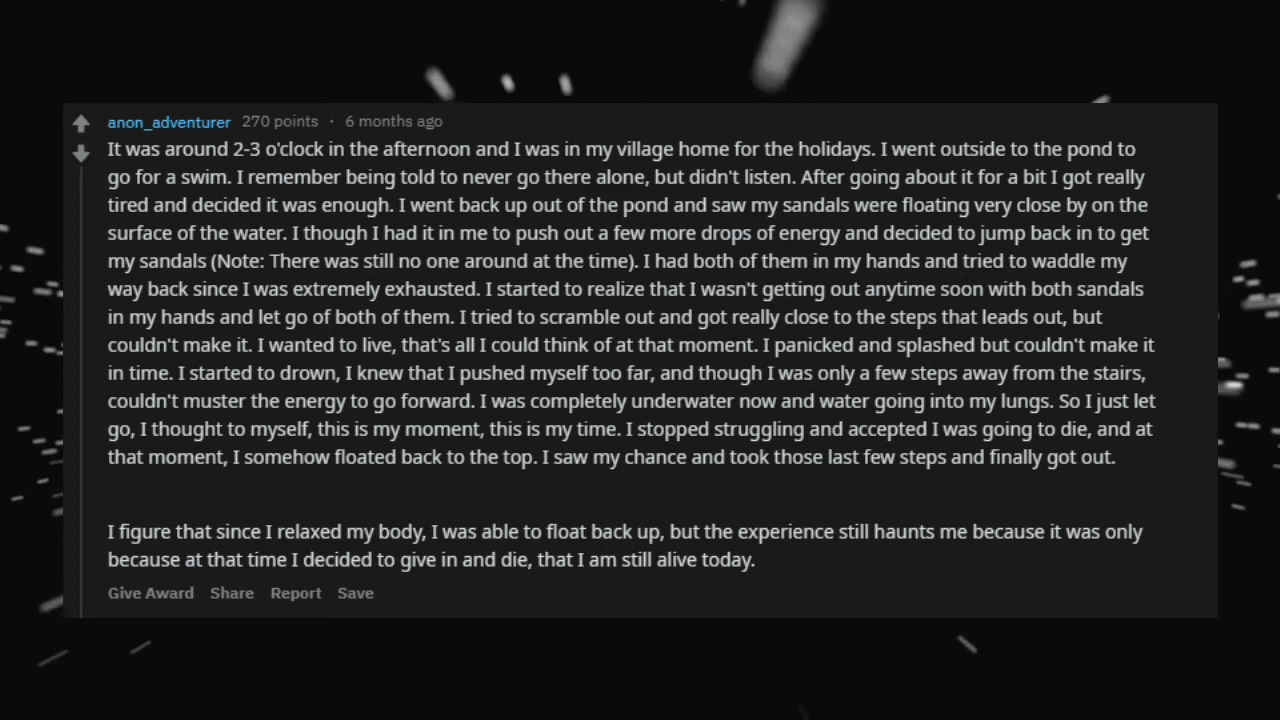 anon_adventurer 270 points · 6 months ago
It was around 2-3 o'clock in the afternoon and I was in my village home for the holidays. I went outside to the pond to
go for a swim. I remember being told to never go there alone, but didn't listen. After going about it for a bit I got really
tired and decided it was enough. I went back up out of the pond and saw my sandals were floating very close by on the
surface of the water. I though I had it in me to push out a few more drops of energy and decided to jump back in to get
my sandals (Note: There was still no one around at the time). I had both of them in my hands and tried to waddle my
way back since I was extremely exhausted. I started to realize that I wasn't getting out anytime soon with both sandals
in my hands and let go of both of them. I tried to scramble out and got really close to the steps that leads out, but
couldn't make it. I wanted to live, that's all I could think of at that moment. I panicked and splashed but couldn't make it
in time. I started to drown, I knew that I pushed myself too far, and though I was only a few steps away from the stairs,
couldn't muster the energy to go forward. I was completely underwater now and water going into my lungs. So I just let
go, I thought to myself, this is my moment, this is my time. I stopped struggling and accepted I was going to die, and at
that moment, I somehow floated back to the top. I saw my chance and took those last few steps and finally got out.
I figure that since I relaxed my body, I was able to float back up, but the experience still haunts me because it was only
because at that time I decided to give in and die, that I am still alive today.
Give Award Share Report Save